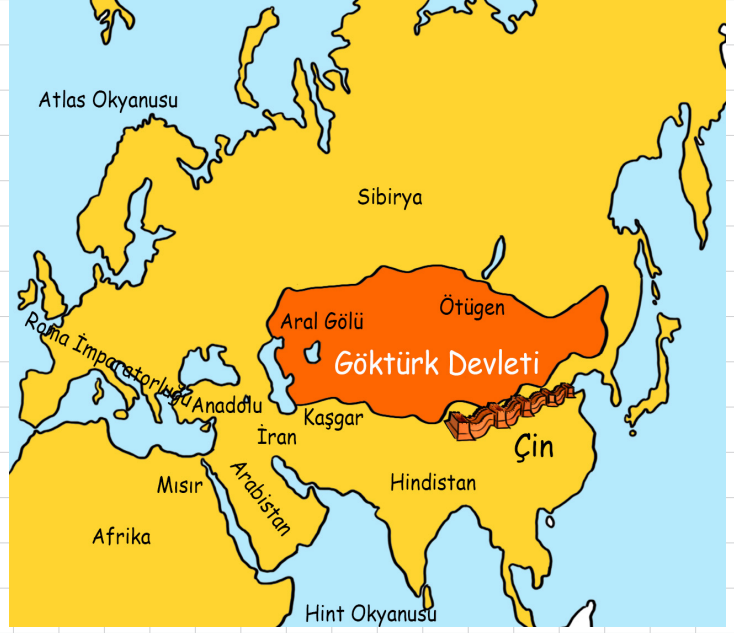 Atlas Okyanusu
Sibirya
Ötügen
Aral Gölü
Roma İmparatorluğu
Göktürk Devleti
Anadolu
Kaşgar
İran
Çin
Mısır
Arabistan
Hindistan
Afrika
Hint Okyanusu